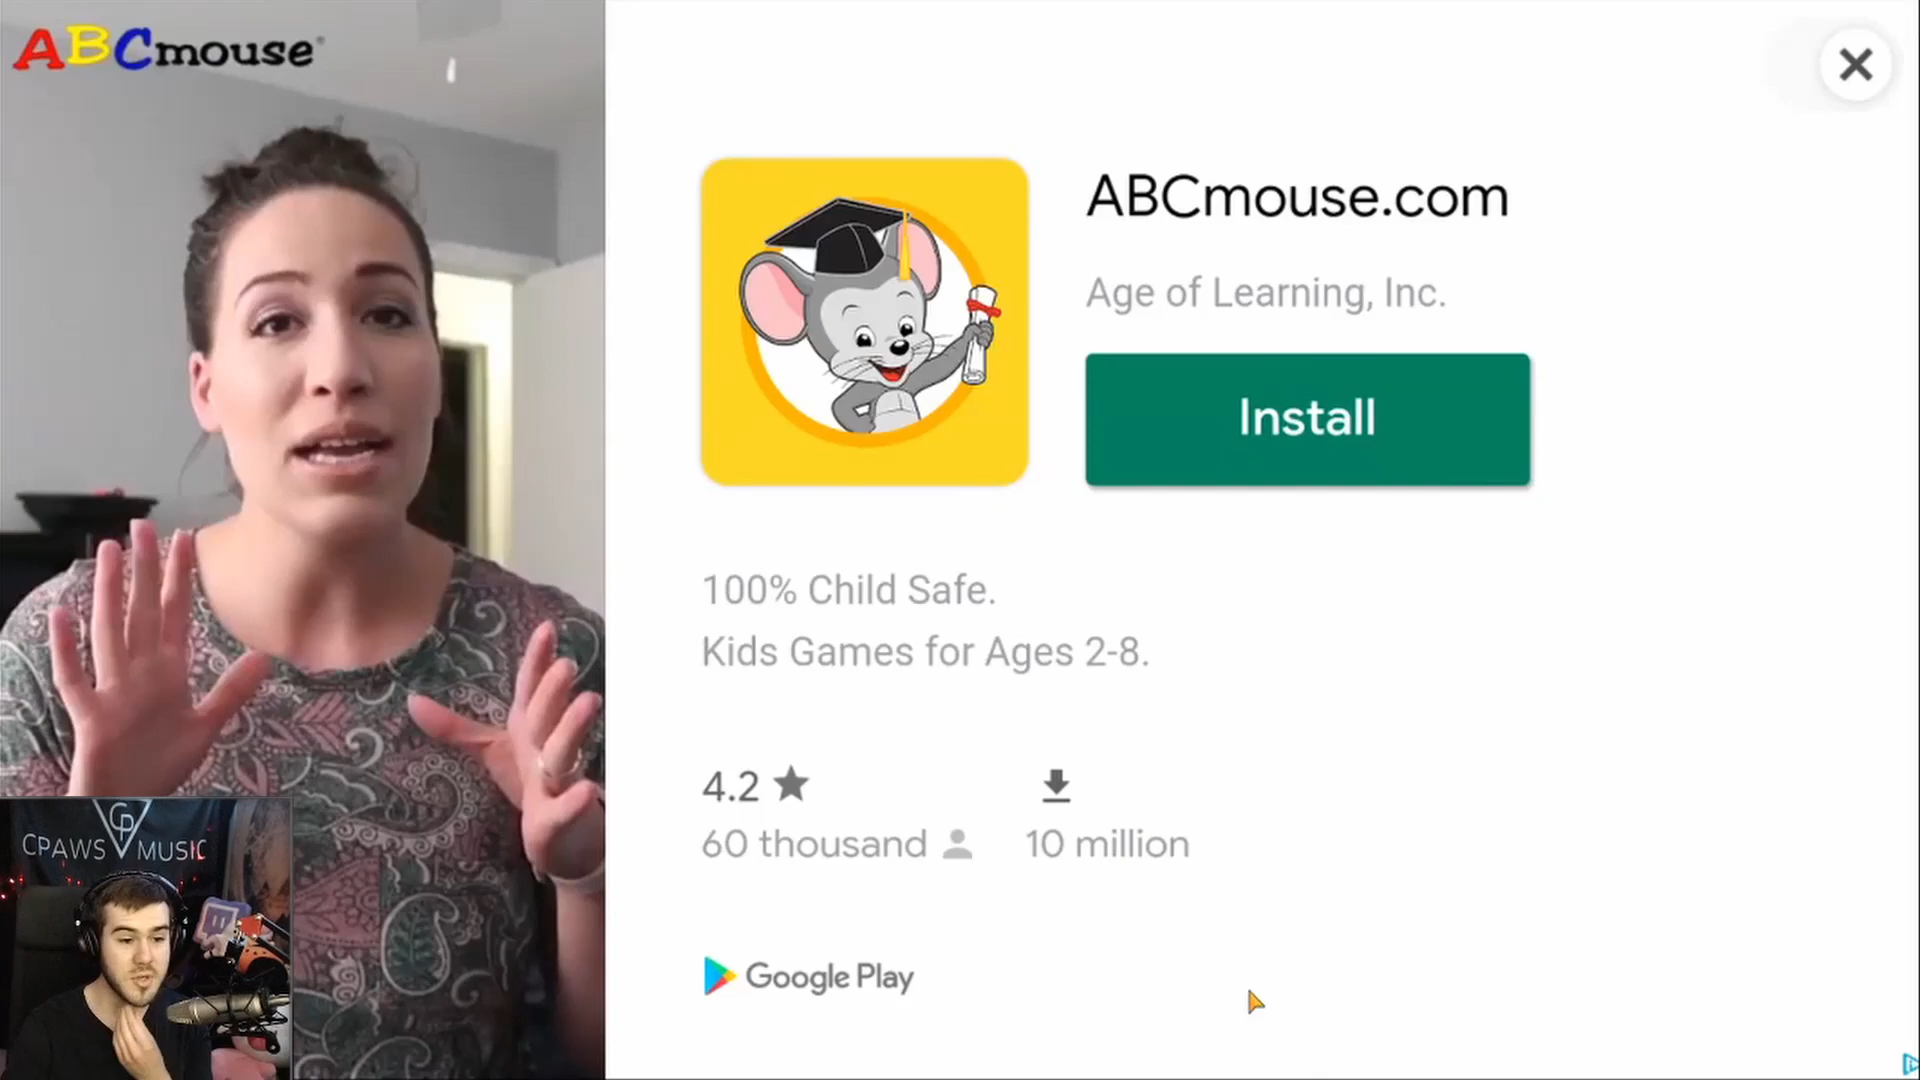 ABCmouse®
ABCmouse.com
Age of Learning, Inc.
Install
100% Child Safe.
Kids Games for Ages 2-8.
4.2 ★
60 thousand
10 million
Google Play
CP
CPAWS MUSIC